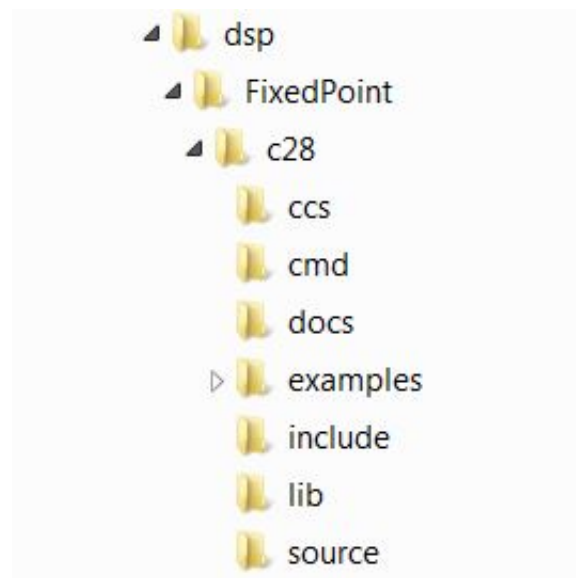 dsp
FixedPoint
c28
ccs
cmd
docs
examples
include
lib
source